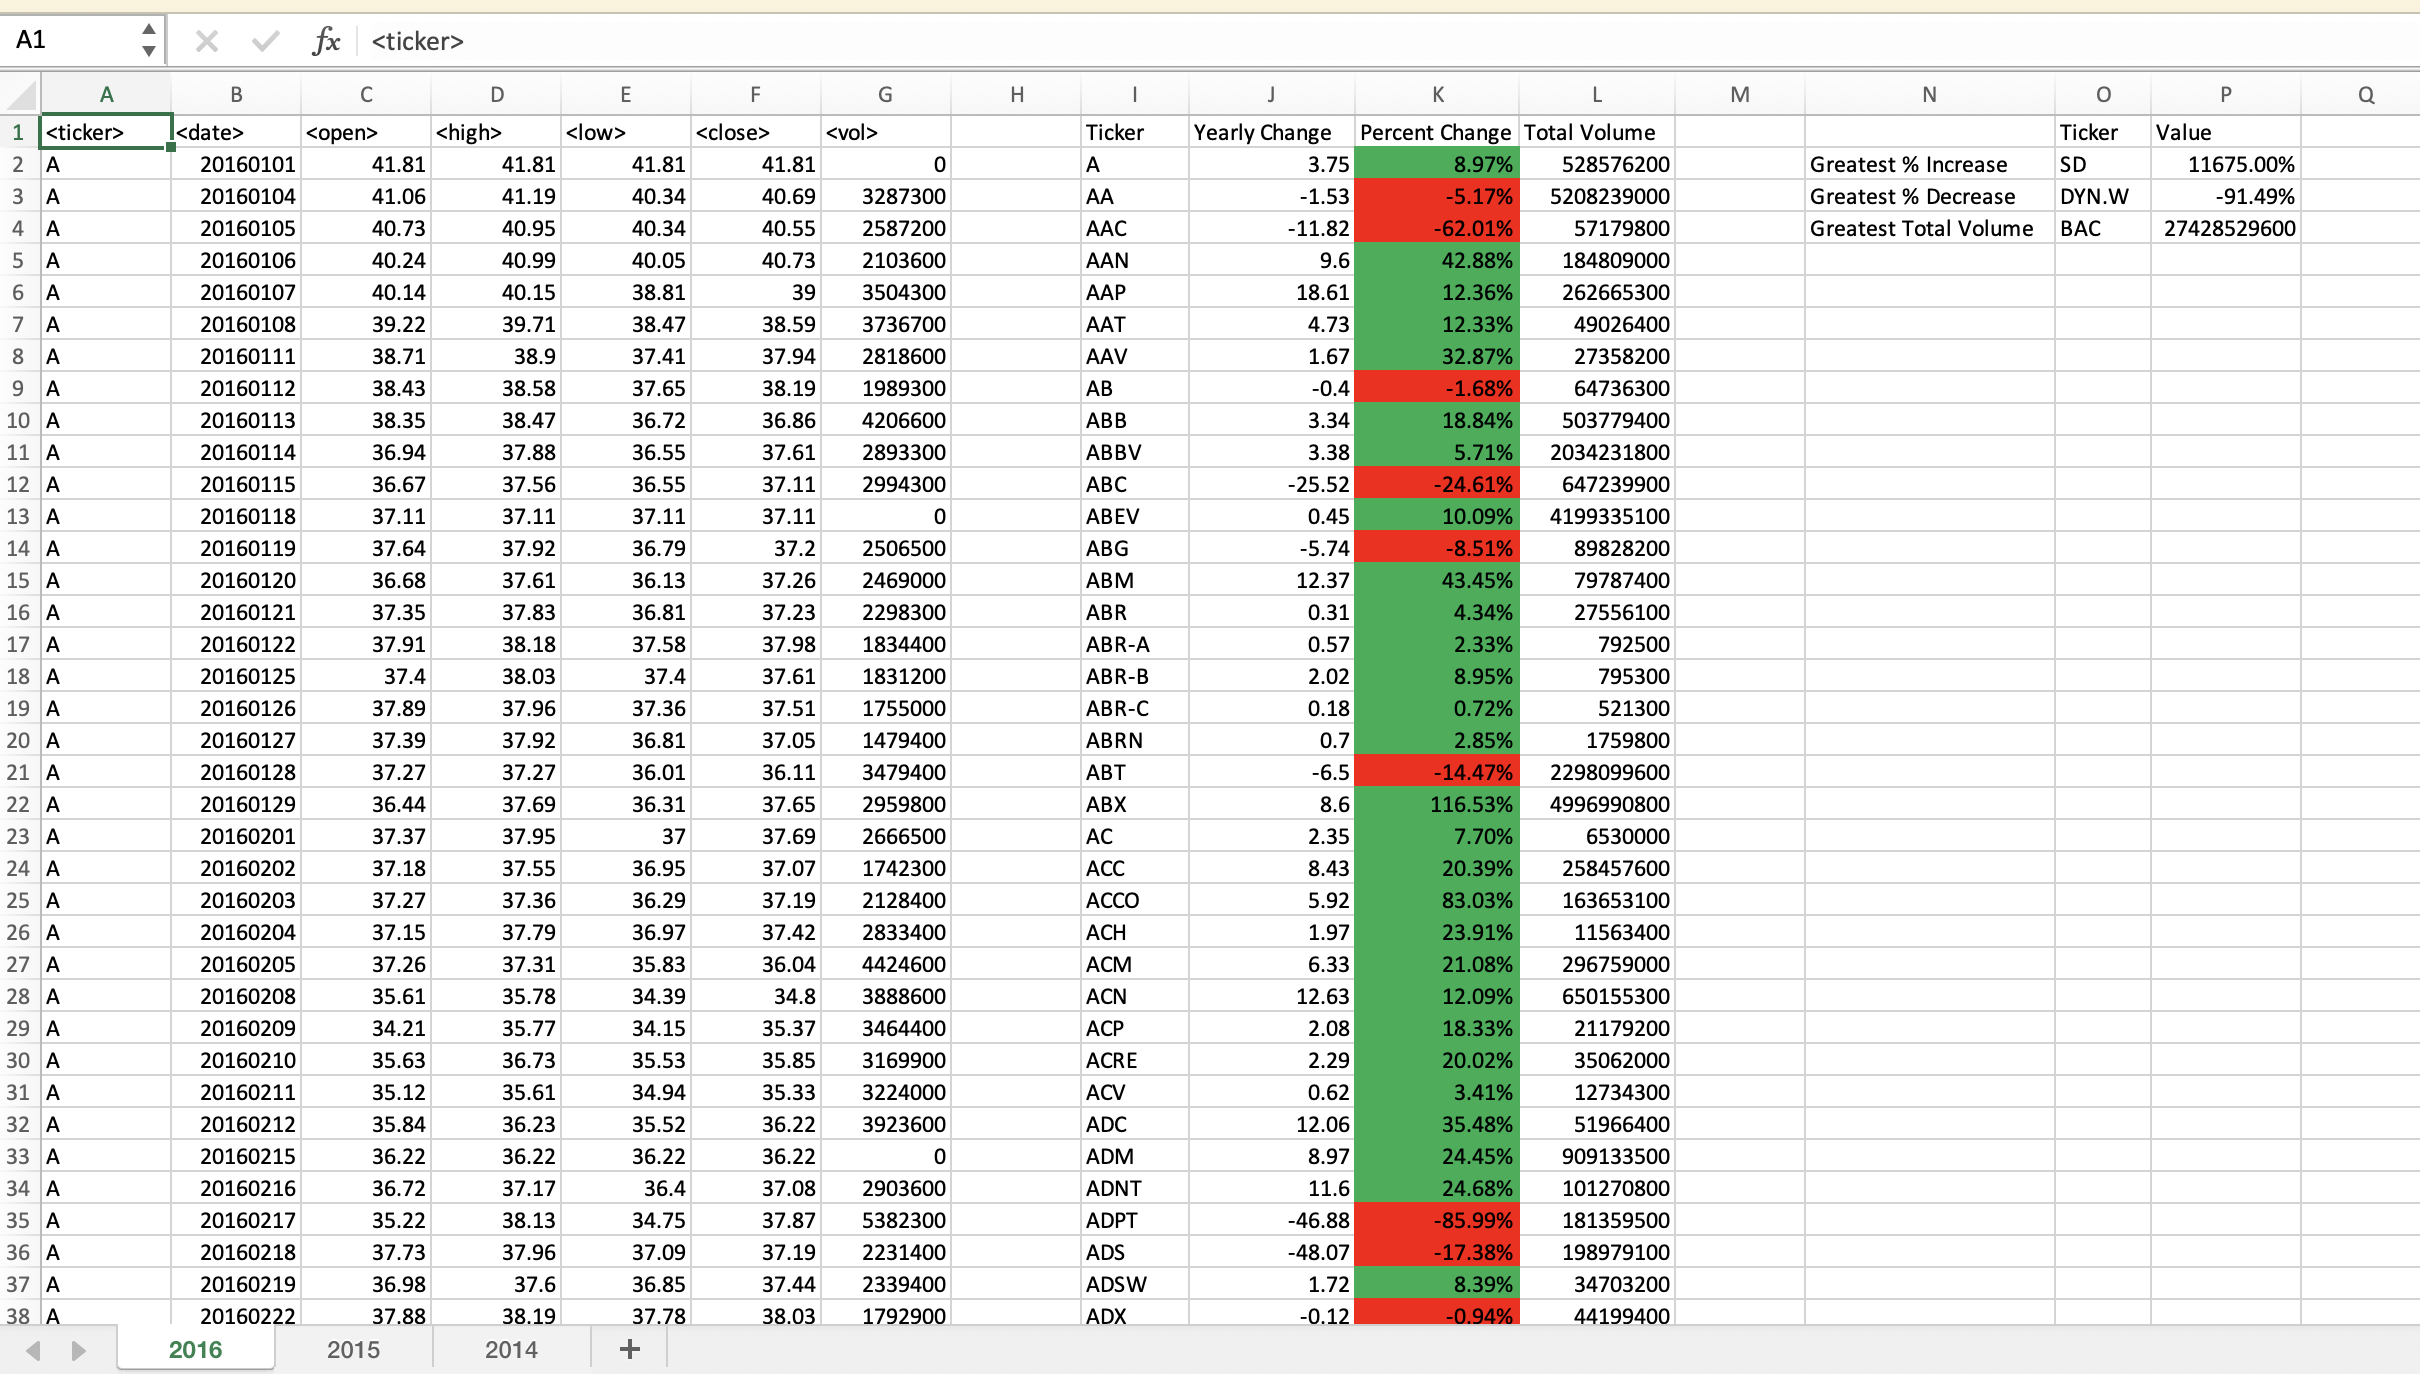 A1 fx <ticker>
A B C D E F G H I J K L M N O P Q
1 <ticker> <date> <open> <high> <low> <close> <vol> Ticker Yearly Change Percent Change Total Volume Ticker Value
2 A 20160101 41.81 41.81 41.81 41.81 0 A 3.75 8.97% 528576200 Greatest % Increase SD 11675.00%
3 A 20160104 41.06 41.19 40.34 40.69 3287300 AA -1.53 -5.17% 5208239000 Greatest % Decrease DYN.W -91.49%
4 A 20160105 40.73 40.95 40.34 40.55 2587200 AAC -11.82 -62.01% 57179800 Greatest Total Volume BAC 27428529600
5 A 20160106 40.24 40.99 40.05 40.73 2103600 AAN 9.6 42.88% 184809000
6 A 20160107 40.14 40.15 38.81 39 3504300 AAP 18.61 12.36% 262665300
7 A 20160108 39.22 39.71 38.47 38.59 3736700 AAT 4.73 12.33% 49026400
8 A 20160111 38.71 38.9 37.41 37.94 2818600 AAV 1.67 32.87% 27358200
9 A 20160112 38.43 38.58 37.65 38.19 1989300 AB -0.4 -1.68% 64736300
10 A 20160113 38.35 38.47 36.72 36.86 4206600 ABB 3.34 18.84% 503779400
11 A 20160114 36.94 37.88 36.55 37.61 2893300 ABBV 3.38 5.71% 2034231800
12 A 20160115 36.67 37.56 36.55 37.11 2994300 ABC -25.52 -24.61% 647239900
13 A 20160118 37.11 37.11 37.11 37.11 0 ABEV 0.45 10.09% 4199335100
14 A 20160119 37.64 37.92 36.79 37.2 2506500 ABG -5.74 -8.51% 89828200
15 A 20160120 36.68 37.61 36.13 37.26 2469000 ABM 12.37 43.45% 79787400
16 A 20160121 37.35 37.83 36.81 37.23 2298300 ABR 0.31 4.34% 27556100
17 A 20160122 37.91 38.18 37.58 37.98 1834400 ABR-A 0.57 2.33% 792500
18 A 20160125 37.4 38.03 37.4 37.61 1831200 ABR-B 2.02 8.95% 795300
19 A 20160126 37.89 37.96 37.36 37.51 1755000 ABR-C 0.18 0.72% 521300
20 A 20160127 37.39 37.92 36.81 37.05 1479400 ABRN 0.7 2.85% 1759800
21 A 20160128 37.27 37.27 36.01 36.11 3479400 ABT -6.5 -14.47% 2298099600
22 A 20160129 36.44 37.69 36.31 37.65 2959800 ABX 8.6 116.53% 4996990800
23 A 20160201 37.37 37.95 37 37.69 2666500 AC 2.35 7.70% 6530000
24 A 20160202 37.18 37.55 36.95 37.07 1742300 ACC 8.43 20.39% 258457600
25 A 20160203 37.27 37.36 36.29 37.19 2128400 ACCO 5.92 83.03% 163653100
26 A 20160204 37.15 37.79 36.97 37.42 2833400 ACH 1.97 23.91% 11563400
27 A 20160205 37.26 37.31 35.83 36.04 4424600 ACM 6.33 21.08% 296759000
28 A 20160208 35.61 35.78 34.39 34.8 3888600 ACN 12.63 12.09% 650155300
29 A 20160209 34.21 35.77 34.15 35.37 3464400 ACP 2.08 18.33% 21179200
30 A 20160210 35.63 36.73 35.53 35.85 3169900 ACRE 2.29 20.02% 35062000
31 A 20160211 35.12 35.61 34.94 35.33 3224000 ACV 0.62 3.41% 12734300
32 A 20160212 35.84 36.23 35.52 36.22 3923600 ADC 12.06 35.48% 51966400
33 A 20160215 36.22 36.22 36.22 36.22 0 ADM 8.97 24.45% 909133500
34 A 20160216 36.72 37.17 36.4 37.08 2903600 ADNT 11.6 24.68% 101270800
35 A 20160217 35.22 38.13 34.75 37.87 5382300 ADPT -46.88 -85.99% 181359500
36 A 20160218 37.73 37.96 37.09 37.19 2231400 ADS -48.07 -17.38% 198979100
37 A 20160219 36.98 37.6 36.85 37.44 2339400 ADSW 1.72 8.39% 34703200
38 A 20160222 37.88 38.19 37.78 38.03 1792900 ADX -0.12 -0.94% 44199400
2016 2015 2014 +